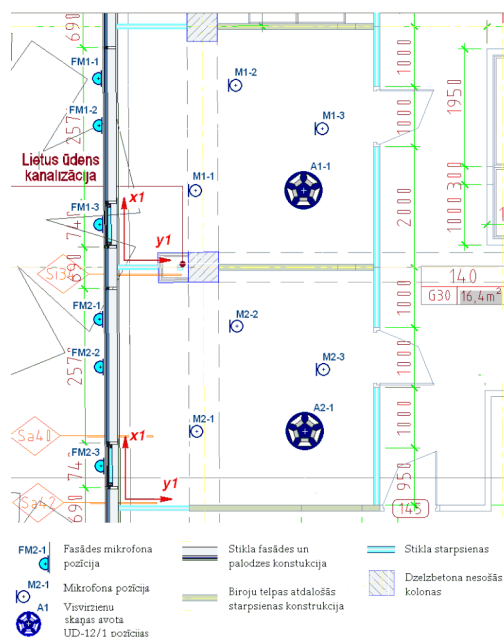 690
FM1-1
M1-2
1000
1950
FM1-2
257
M1-3
1000
Lietus ūdens
kanalizācija
A1-1
M1-1
x1
300
2000
1000
FM1-3
74
y1
690
140
G30 16,4m²
FM2-1
M2-2
1000
FM2-2
257
M2-3
1000
A2-1
M2-1
1000
Sa40
x1
FM2-3
74
950
y1
Sa42
690
145
FM2-1
Fasādes mikrofona
pozīcija
Stikla fasādes un
palodzes konstukcija
Stikla starpsienas
M2-1
Mikrofona pozīcija
Dzelzbetona nesošās
kolonas
A1
Visvirzienu
skaņas avota
UD-12/1 pozīcijas
Biroju telpas atdalošās
starpsienas konstrukcija